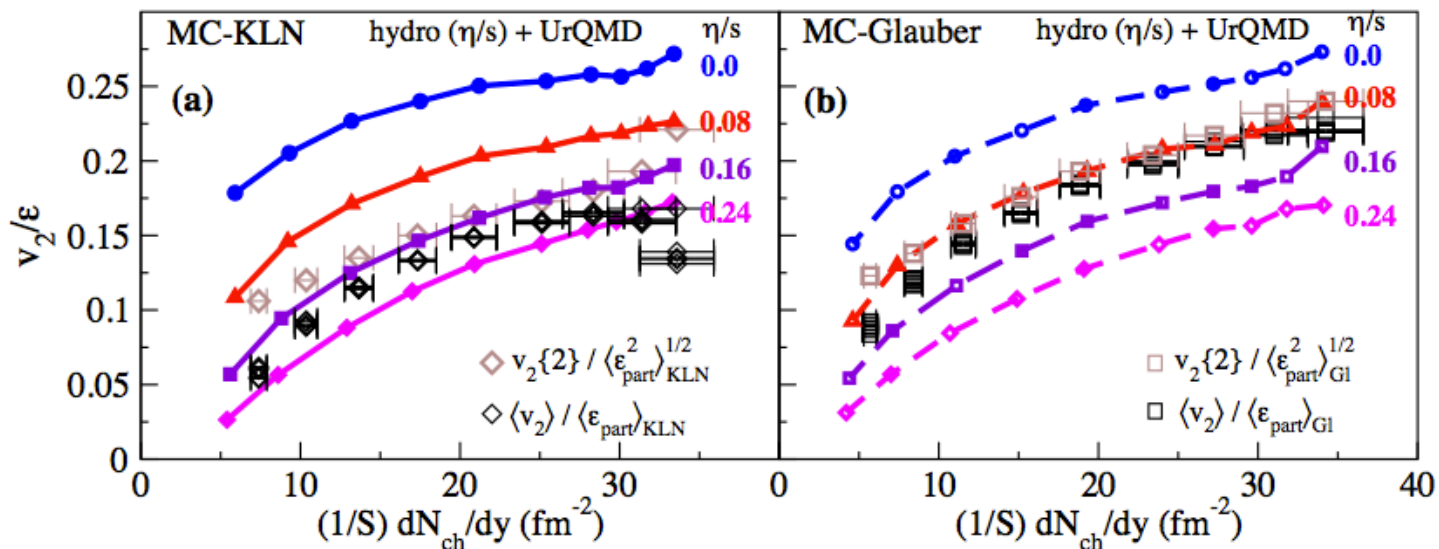 MC-KLN hydro (η/s) + UrQMD η/s
0.0
(a)
0.08
0.16
0.24
v₂{2} / ⟨ε²part⟩^1/2 KLN
⟨v₂⟩ / ⟨εpart⟩KLN
MC-Glauber hydro (η/s) + UrQMD η/s
0.0
(b)
0.08
0.16
0.24
v₂{2} / ⟨ε²part⟩^1/2 Gl
⟨v₂⟩ / ⟨εpart⟩Gl
v₂/ε
0.25
0.2
0.15
0.1
0.05
0
0 10 20 30 0 10 20 30 40
(1/S) dNch/dy (fm⁻²) (1/S) dNch/dy (fm⁻²)